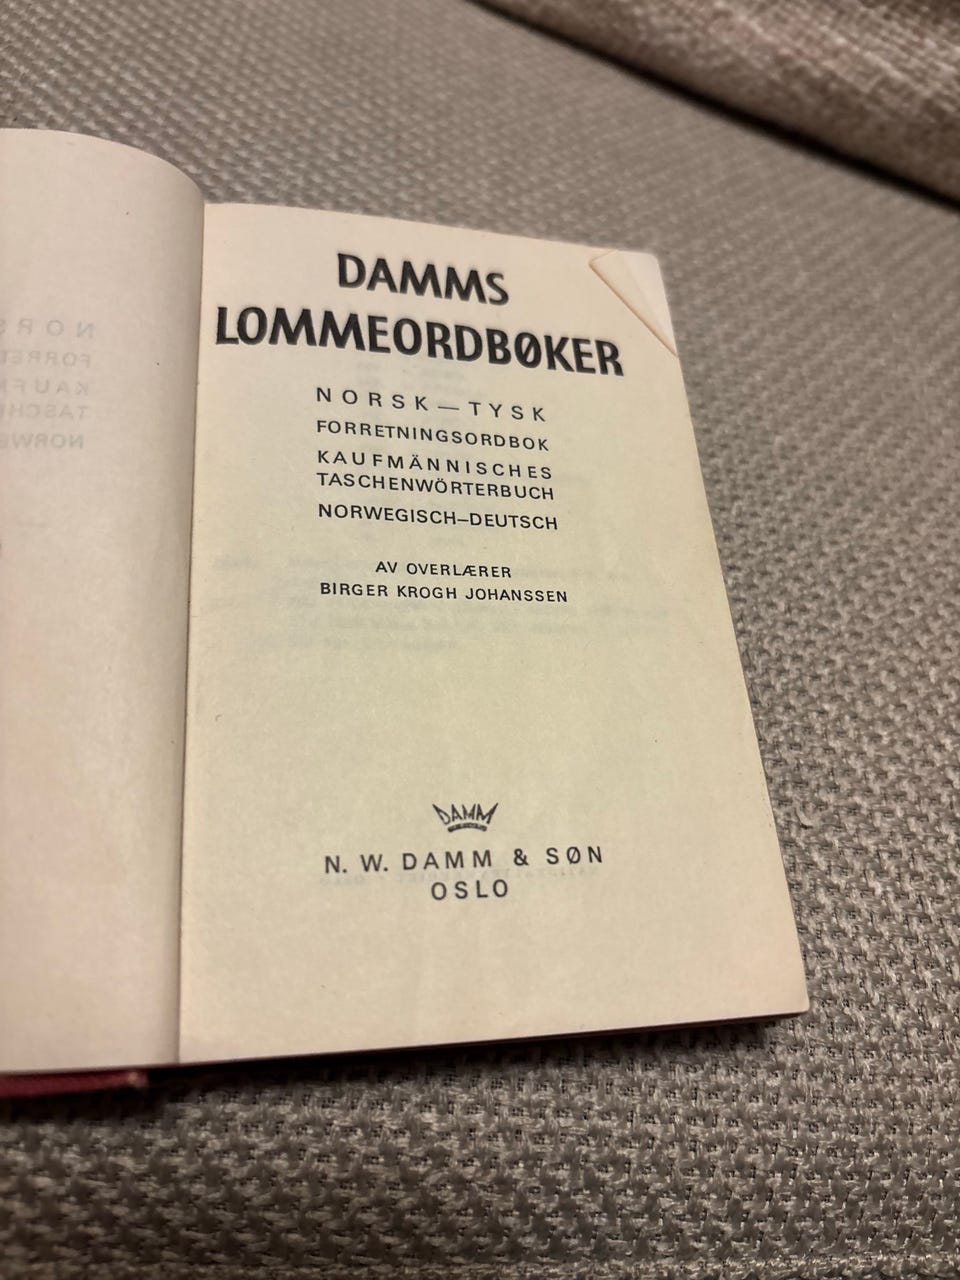 DAMMS
LOMMEORDBØKER
NORSK — TYSK
FORRETNINGSORDBOK
KAUFMÄNNISCHES
TASCHENWÖRTERBUCH
NORWEGISCH—DEUTSCH
AV OVERLÆRER
BIRGER KROGH JOHANSSEN
DAMM
N. W. DAMM & SØN
OSLO